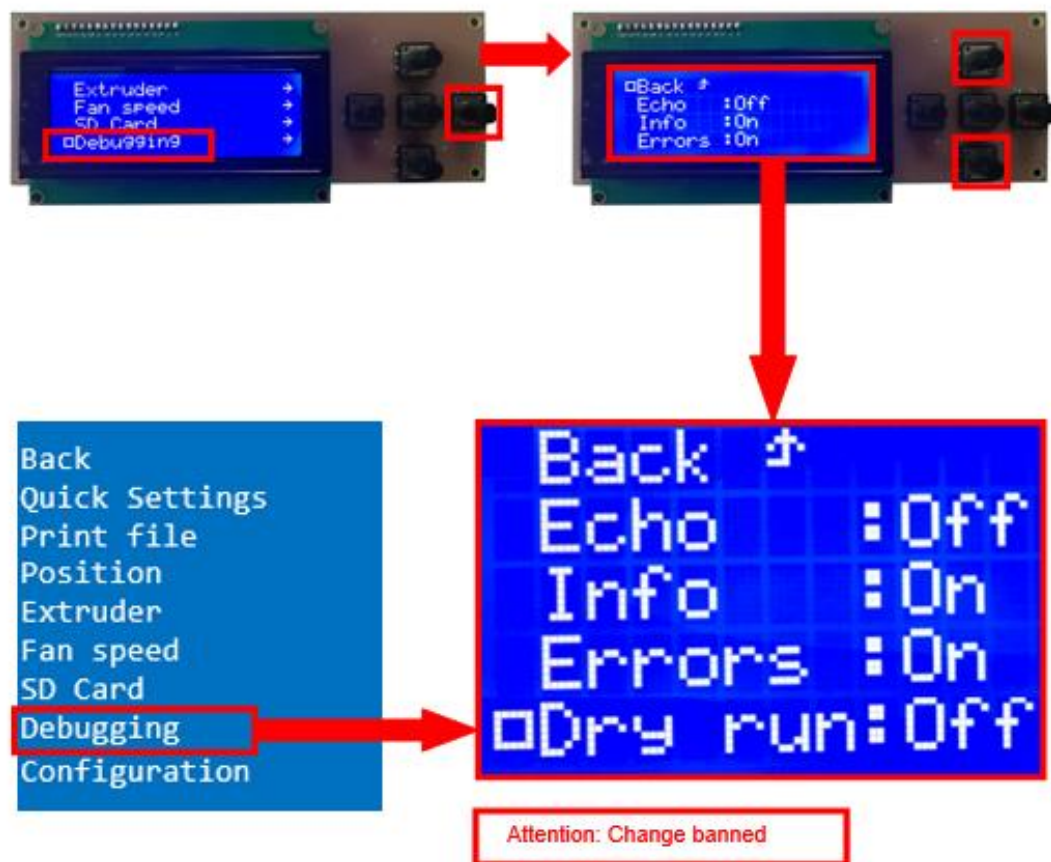 Extruder →
Fan speed →
SD Card →
Debugging →
Back
Echo :Off
Info :On
Errors :On
Back
Quick Settings
Print file
Position
Extruder
Fan speed
SD Card
Debugging
Configuration
Back
Echo :Off
Info :On
Errors :On
Dry run:Off
Attention: Change banned